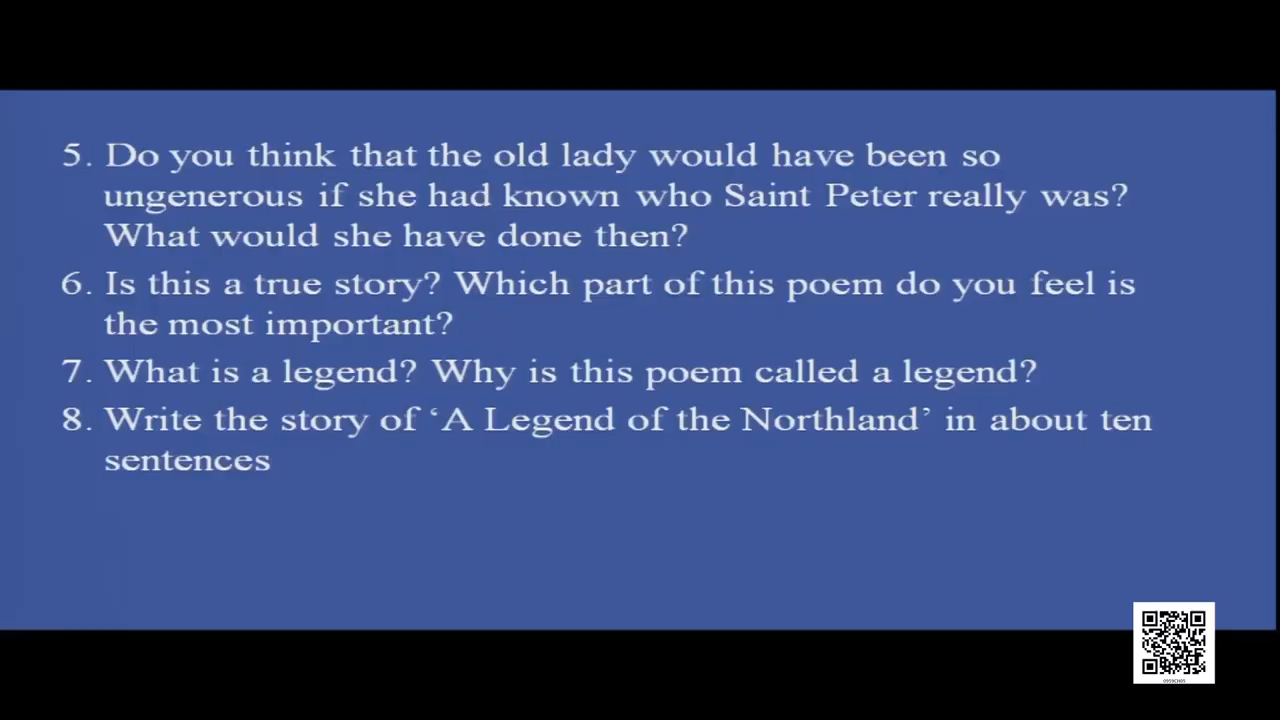 5. Do you think that the old lady would have been so
ungenerous if she had known who Saint Peter really was?
What would she have done then?
6. Is this a true story? Which part of this poem do you feel is
the most important?
7. What is a legend? Why is this poem called a legend?
8. Write the story of ‘A Legend of the Northland’ in about ten
sentences